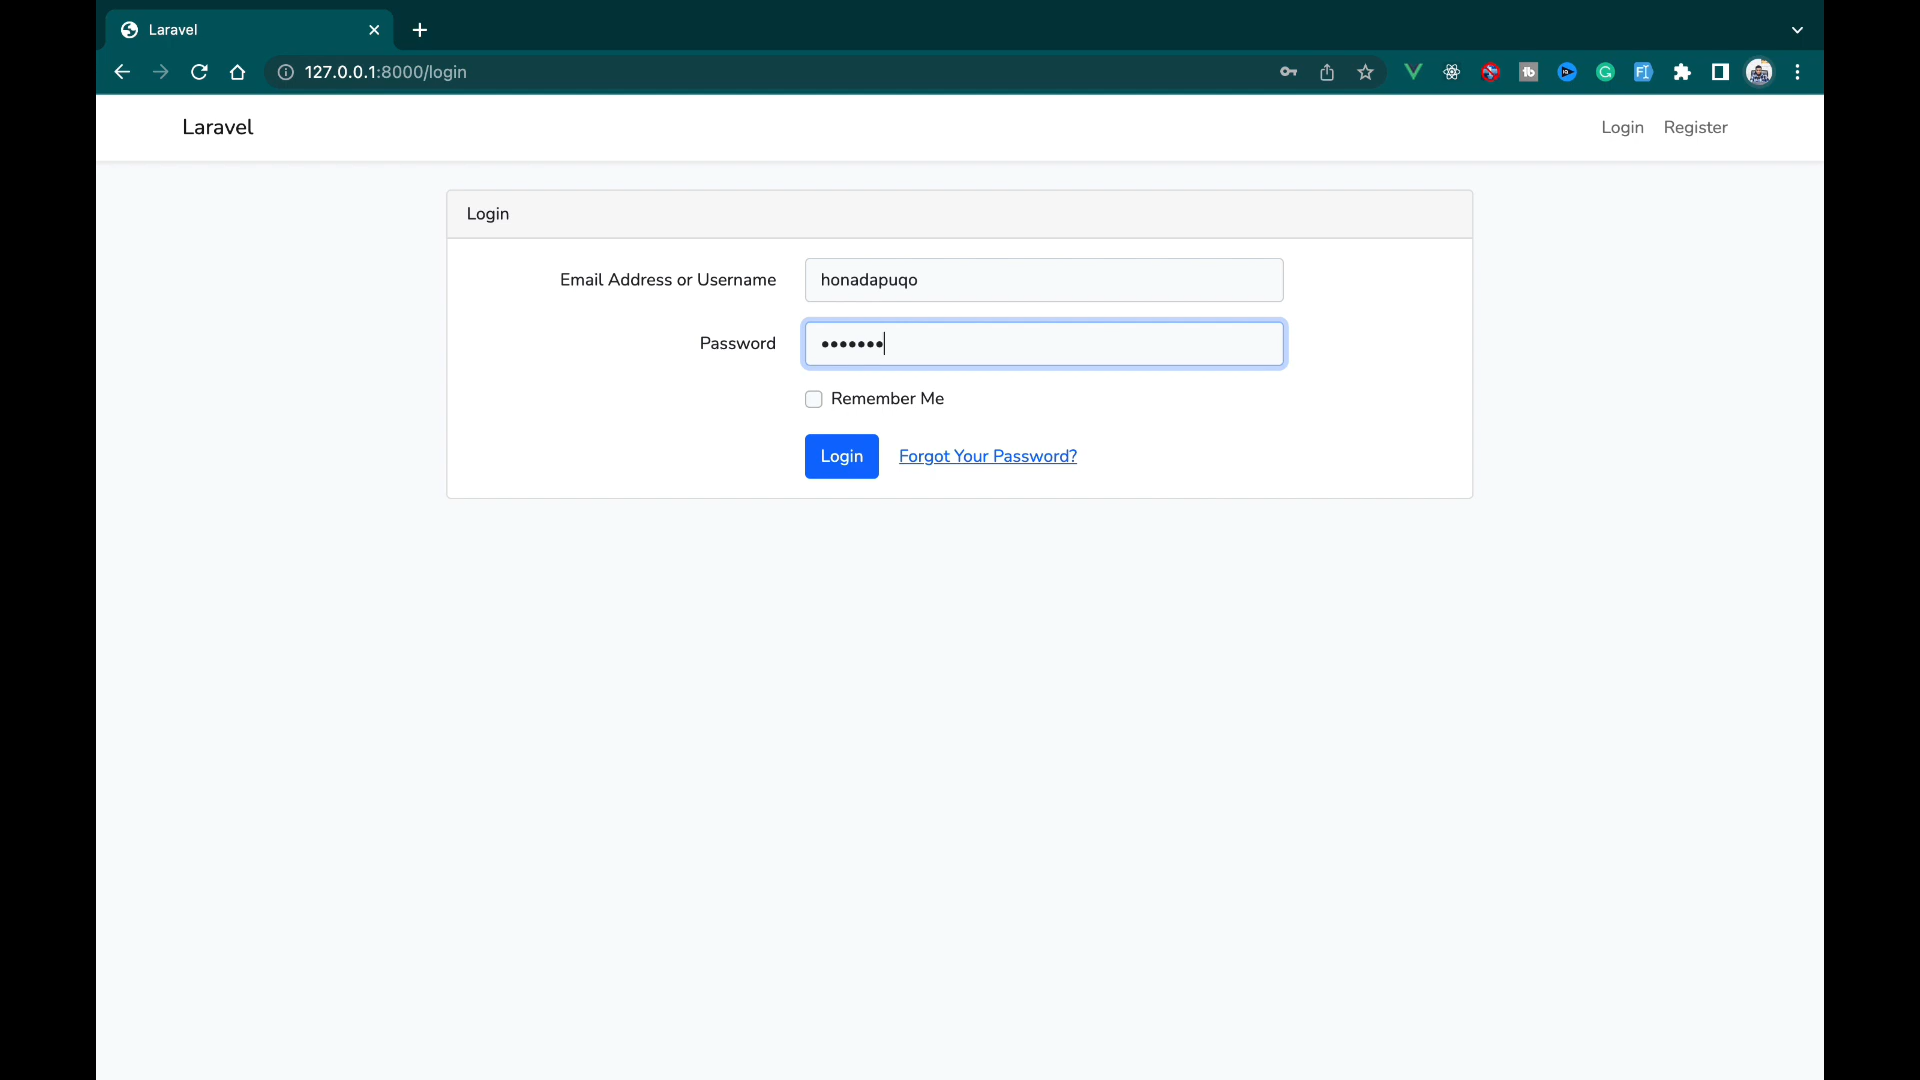 Laravel
127.0.0.1:8000/login
Laravel
Login Register
Login
Email Address or Username honadapuqo
Password •••••••
Remember Me
Login Forgot Your Password?